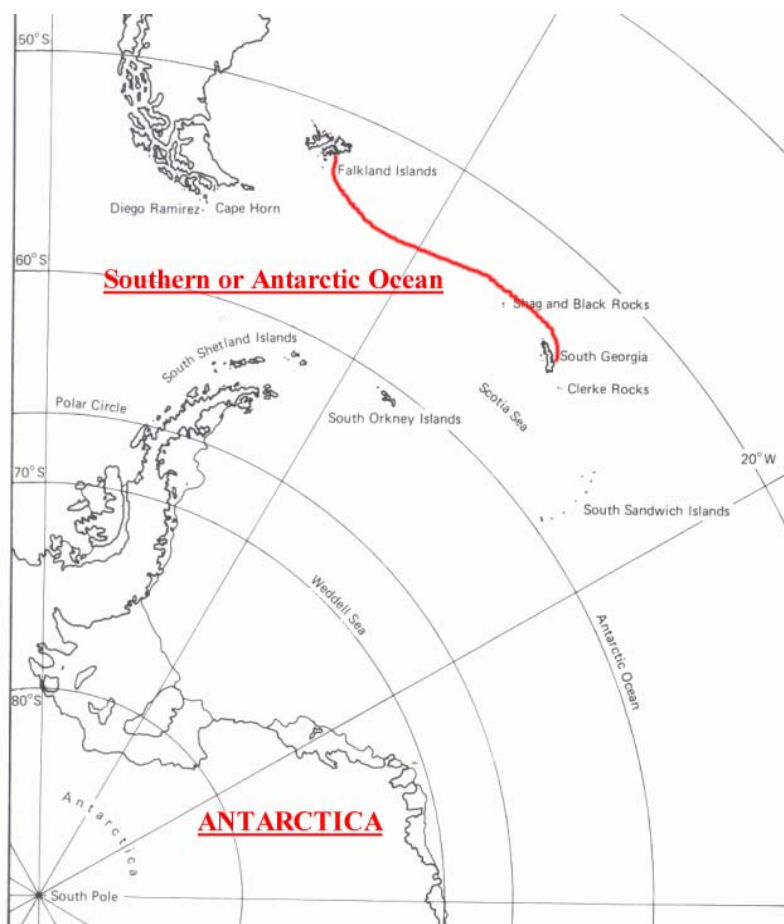 50°S
Falkland Islands
Diego Ramirez
Cape Horn
60°S
Southern or Antarctic Ocean
Shag and Black Rocks
South Shetland Islands
South Georgia
Clerke Rocks
Polar Circle
South Orkney Islands
Scotia Sea
20°W
70°S
South Sandwich Islands
Weddell Sea
Antarctic Ocean
80°S
Antarctica
ANTARCTICA
South Pole